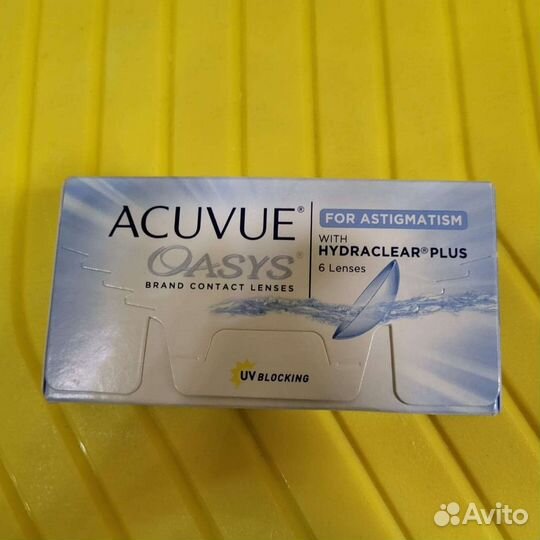 ACUVUE®
OASYS®
BRAND CONTACT LENSES
FOR ASTIGMATISM
WITH
HYDRACLEAR® PLUS
6 Lenses
UV BLOCKING
Avito